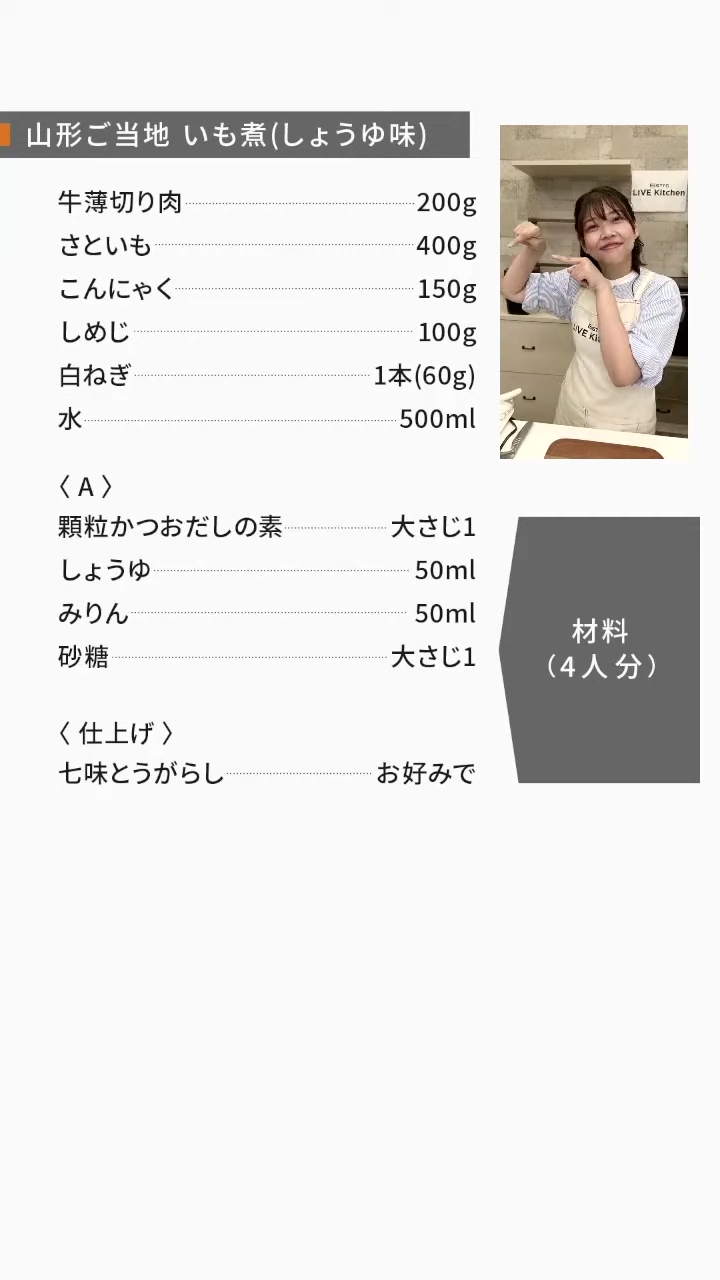 山形ご当地 いも煮(しょうゆ味)
牛薄切り肉 200g
さといも 400g
こんにゃく 150g
しめじ 100g
白ねぎ 1本(60g)
水 500ml
〈 A 〉
顆粒かつおだしの素 大さじ1
しょうゆ 50ml
みりん 50ml
砂糖 大さじ1
〈 仕上げ 〉
七味とうがらし お好みで
BISTRO
LIVE Kitchen
材料
（4人分）